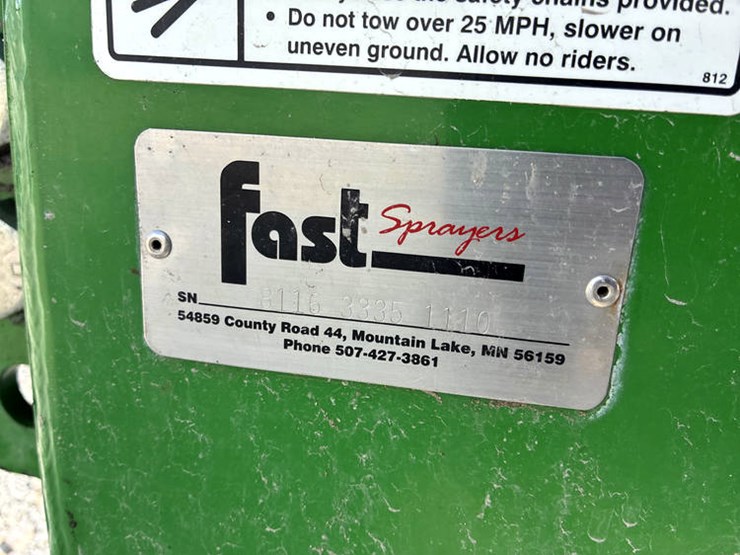 provided.
• Do not tow over 25 MPH, slower on
uneven ground. Allow no riders.
812
fast Sprayers
SN 8116 3335 1110
54859 County Road 44, Mountain Lake, MN 56159
Phone 507-427-3861